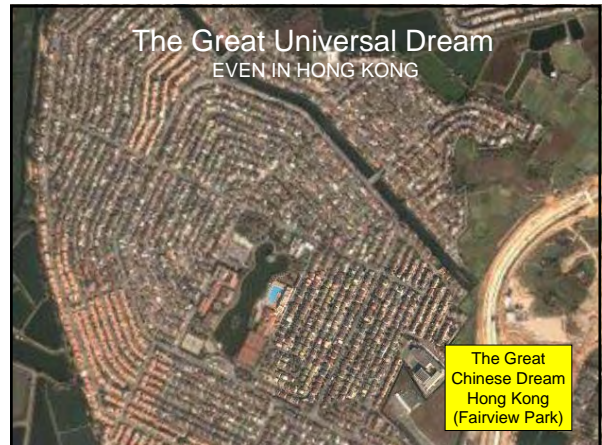 The Great Universal Dream
EVEN IN HONG KONG
The Great
Chinese Dream
Hong Kong
(Fairview Park)